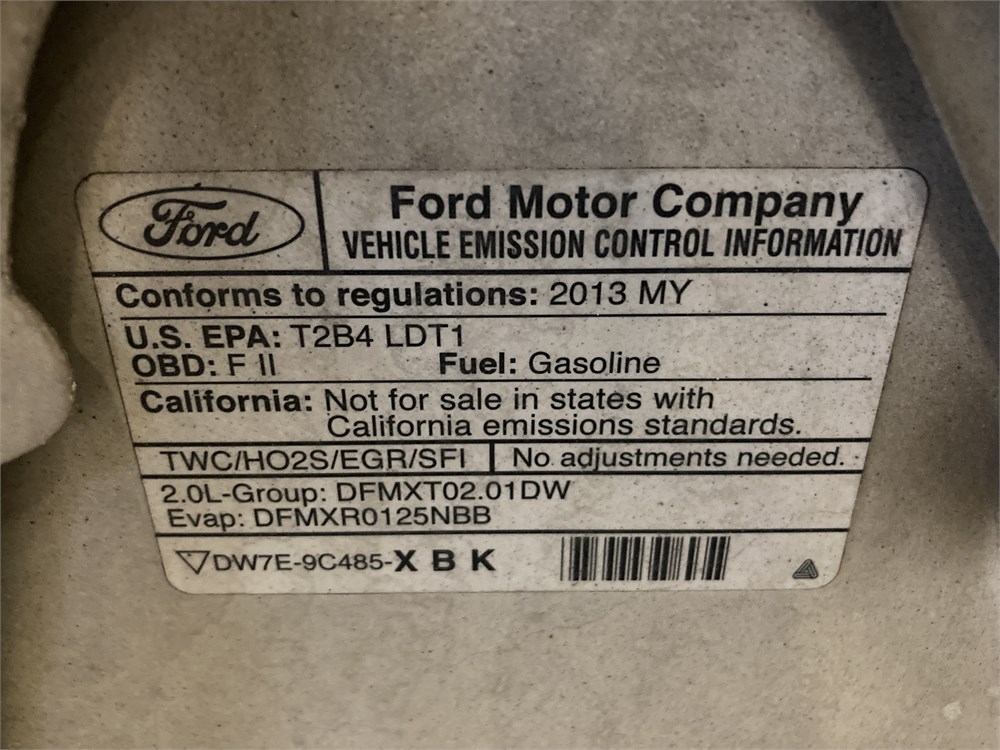 Ford
Ford Motor Company
VEHICLE EMISSION CONTROL INFORMATION
Conforms to regulations: 2013 MY
U.S. EPA: T2B4 LDT1
OBD: F II Fuel: Gasoline
California: Not for sale in states with
California emissions standards.
TWC/HO2S/EGR/SFI No adjustments needed.
2.0L-Group: DFMXT02.01DW
Evap: DFMXR0125NBB
DW7E-9C485-X B K